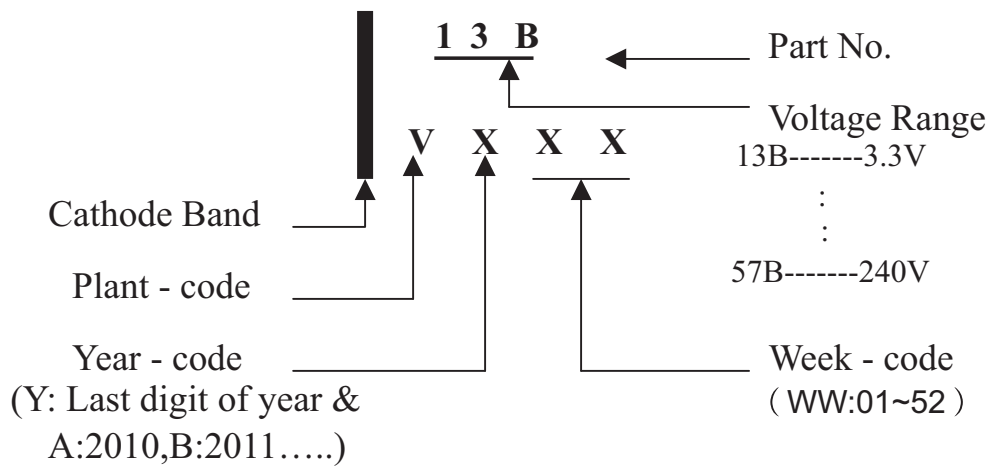 1 3 B
Part No.
Voltage Range
V X X X
13B-------3.3V
:
:
57B-------240V
Cathode Band
Plant - code
Year - code
(Y: Last digit of year &
A:2010,B:2011…..)
Week - code
(WW:01~52)